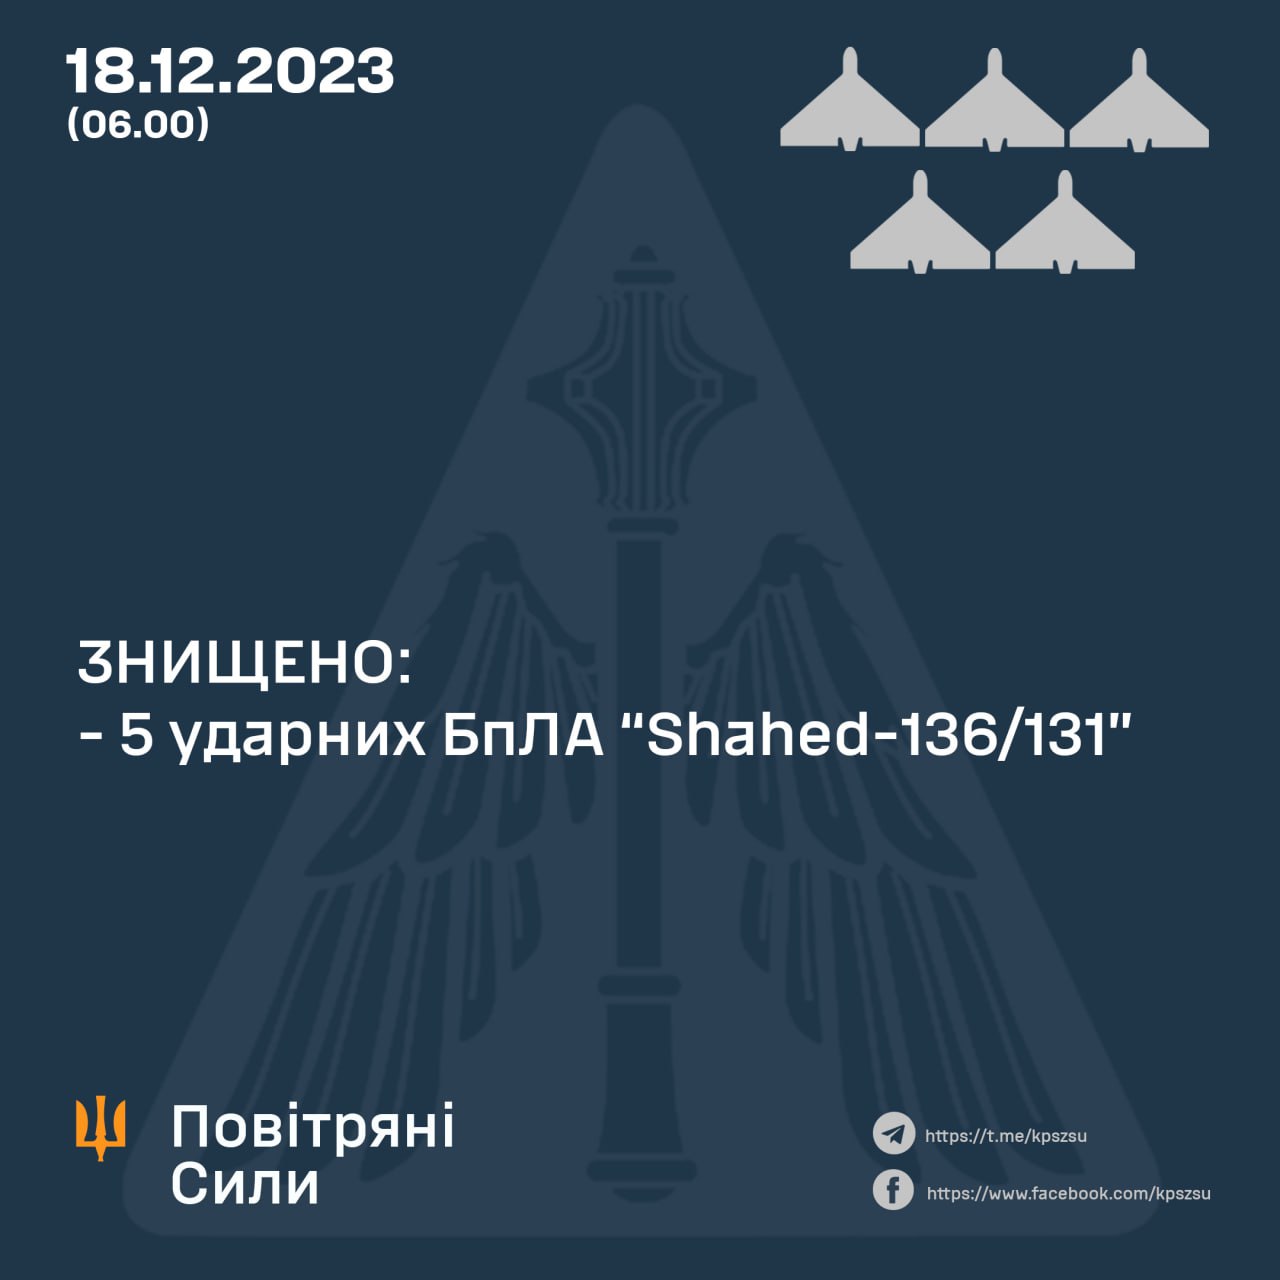 18.12.2023
(06.00)
ЗНИЩЕНО:
- 5 ударних БпЛА “Shahed-136/131”
Повітряні
Сили
https://t.me/kpszsu
https://www.facebook.com/kpszsu